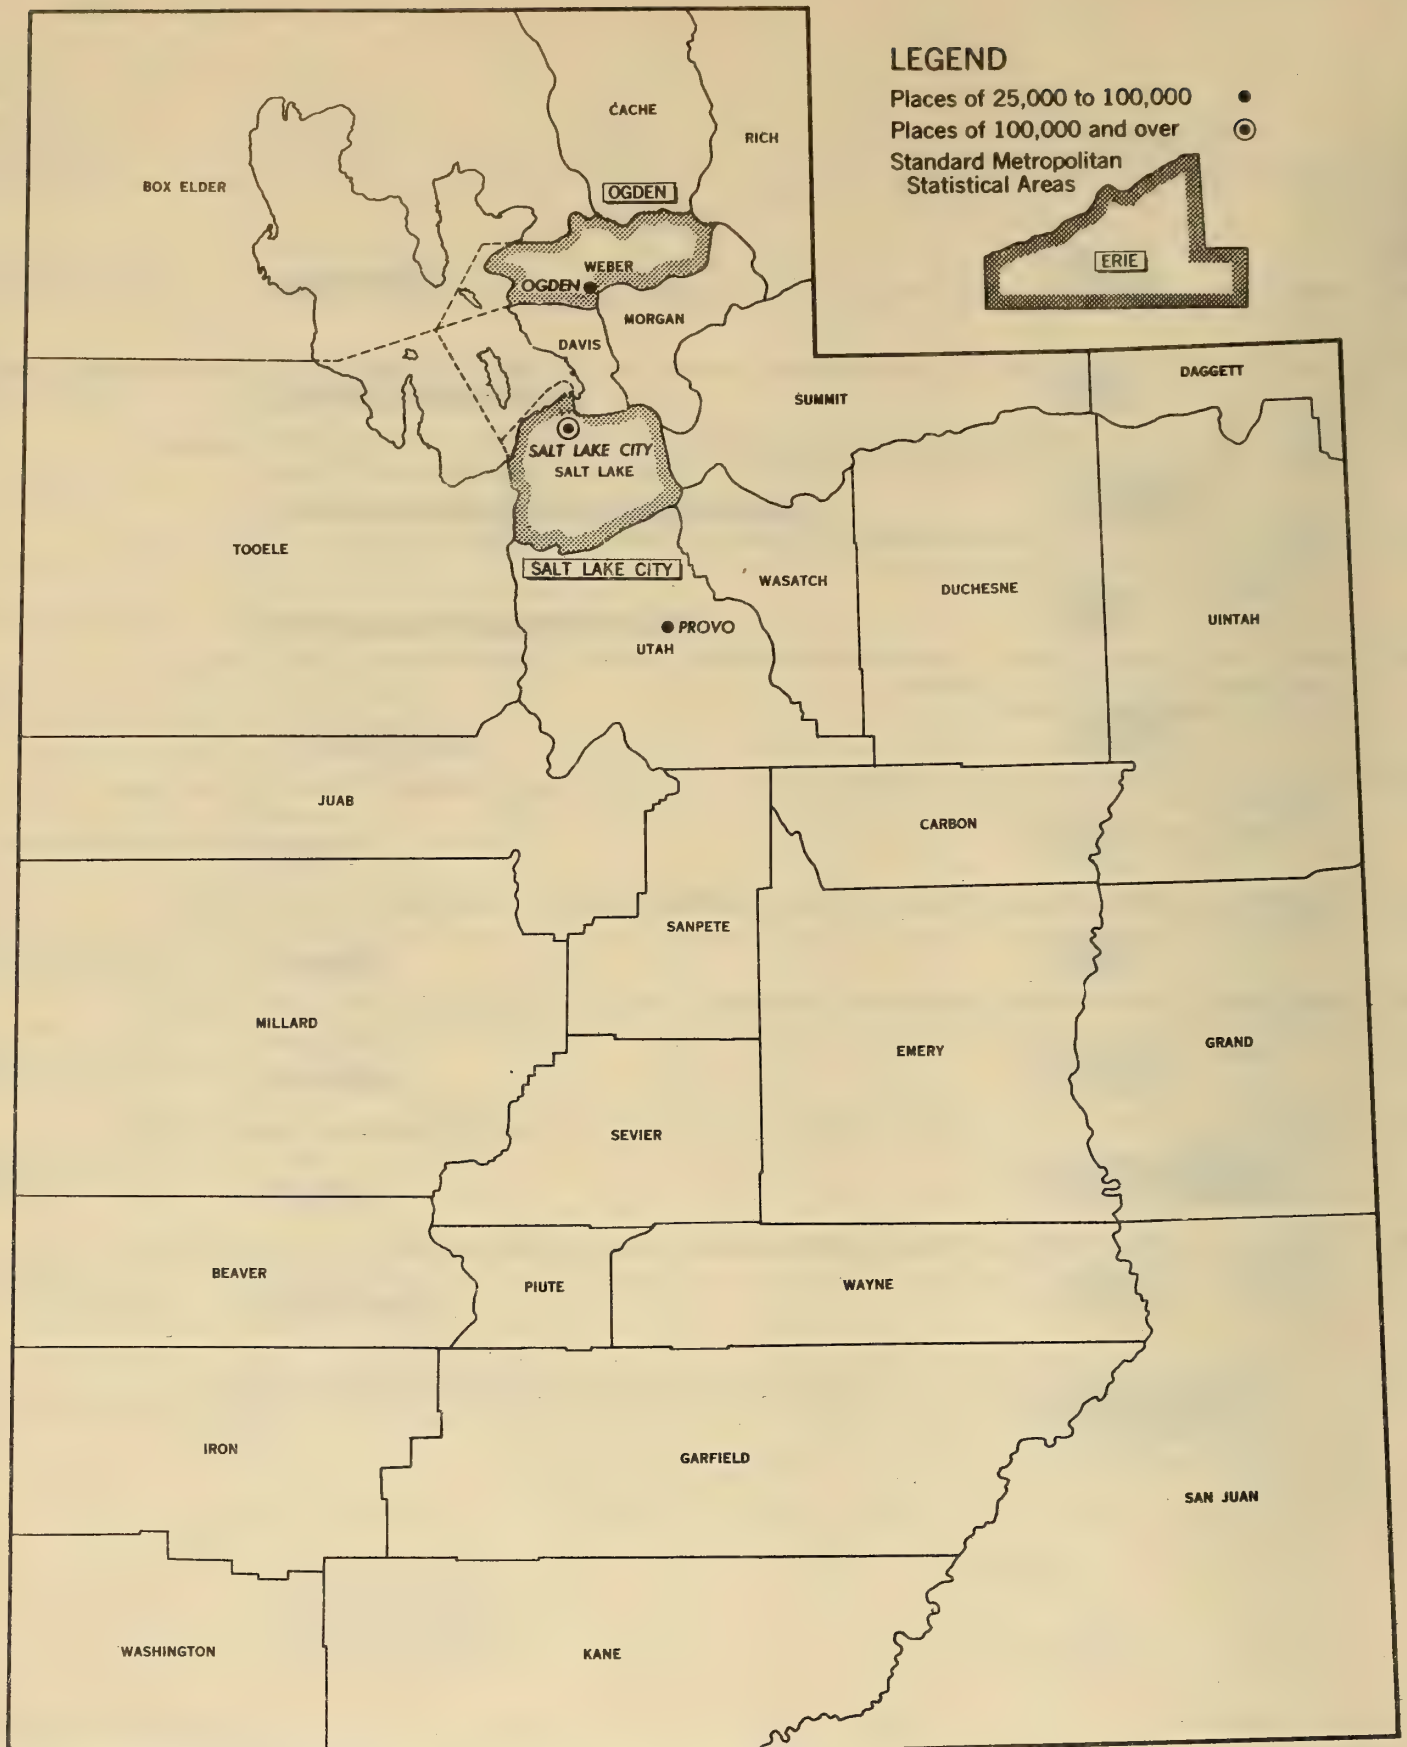 LEGEND
Places of 25,000 to 100,000
Places of 100,000 and over
Standard Metropolitan
Statistical Areas
ERIE
CACHE
RICH
BOX ELDER
OGDEN
WEBER
OGDEN
MORGAN
DAVIS
DAGGETT
SUMMIT
SALT LAKE CITY
SALT LAKE
TOOELE
SALT LAKE CITY
WASATCH
DUCHESNE
UINTAH
PROVO
UTAH
JUAB
CARBON
SANPETE
MILLARD
EMERY
GRAND
SEVIER
BEAVER
PIUTE
WAYNE
IRON
GARFIELD
SAN JUAN
WASHINGTON
KANE